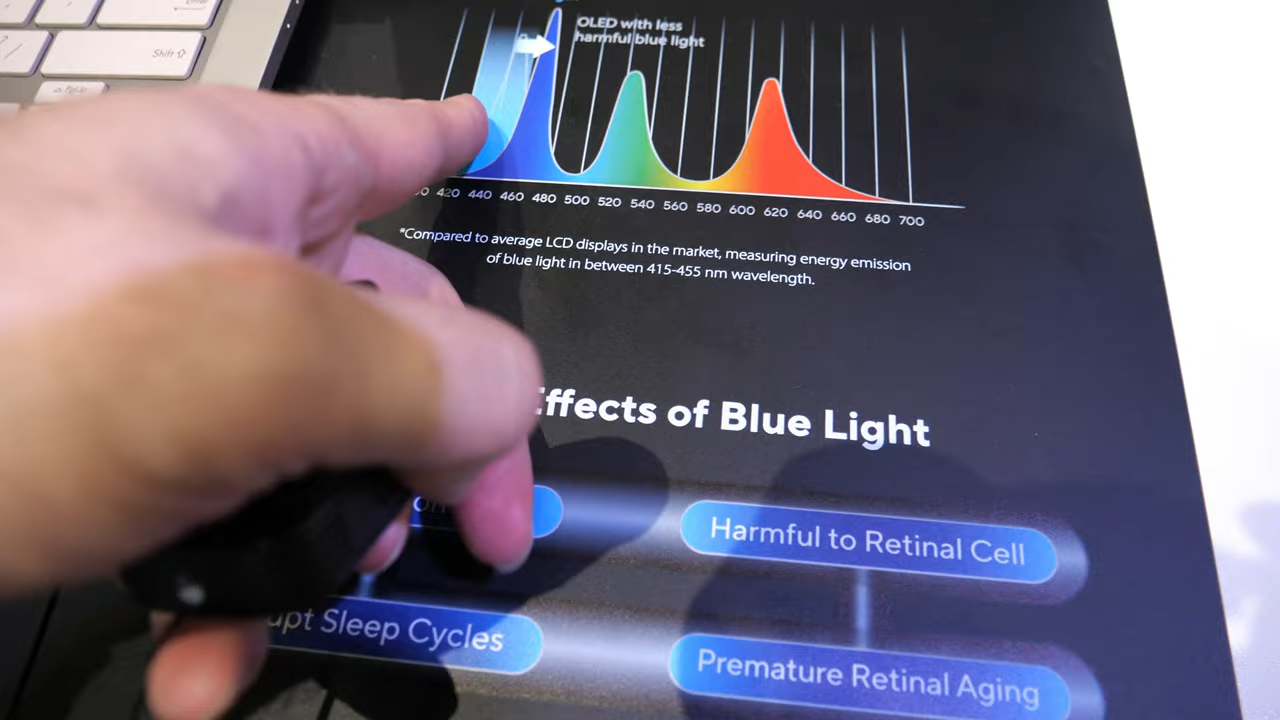 Enter
? /
Shift ⇧
PgUp
OLED with less
harmful blue light
420 440 460 480 500 520 540 560 580 600 620 640 660 680 700
*Compared to average LCD displays in the market, measuring energy emission
of blue light in between 415-455 nm wavelength.
Effects of Blue Light
Harmful to Retinal Cell
Sleep Cycles
Premature Retinal Aging